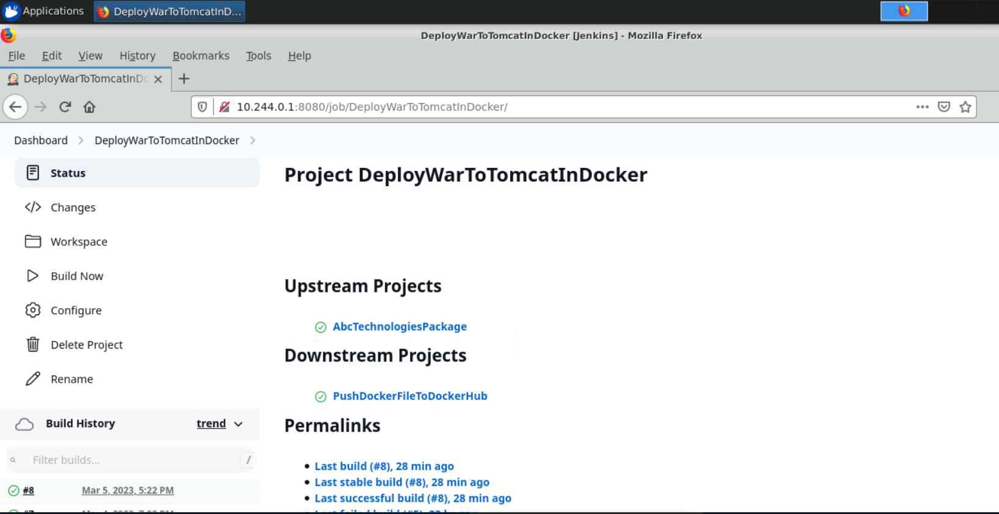 Applications
DeployWarToTomcatInD...
DeployWarToTomcatInDocker [Jenkins] - Mozilla Firefox
File Edit View History Bookmarks Tools Help
DeployWarToTomcatInDo
10.244.0.1:8080/job/DeployWarToTomcatInDocker/
Dashboard DeployWarToTomcatInDocker
Status
Changes
Workspace
Build Now
Configure
Delete Project
Rename
Build History trend
Filter builds... /
#8 Mar 5, 2023, 5:22 PM
Project DeployWarToTomcatInDocker
Upstream Projects
AbcTechnologiesPackage
Downstream Projects
PushDockerFileToDockerHub
Permalinks
Last build (#8), 28 min ago
Last stable build (#8), 28 min ago
Last successful build (#8), 28 min ago